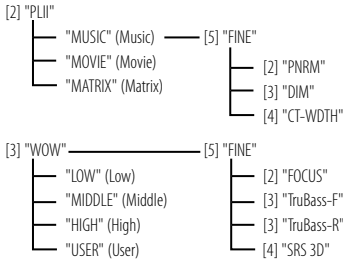 [2] "PLII"
"MUSIC" (Music) [5] "FINE"
"MOVIE" (Movie) [2] "PNRM"
"MATRIX" (Matrix) [3] "DIM"
[4] "CT-WDTH"
[3] "WOW" [5] "FINE"
"LOW" (Low) [2] "FOCUS"
"MIDDLE" (Middle) [3] "TruBass-F"
"HIGH" (High) [3] "TruBass-R"
"USER" (User) [4] "SRS 3D"